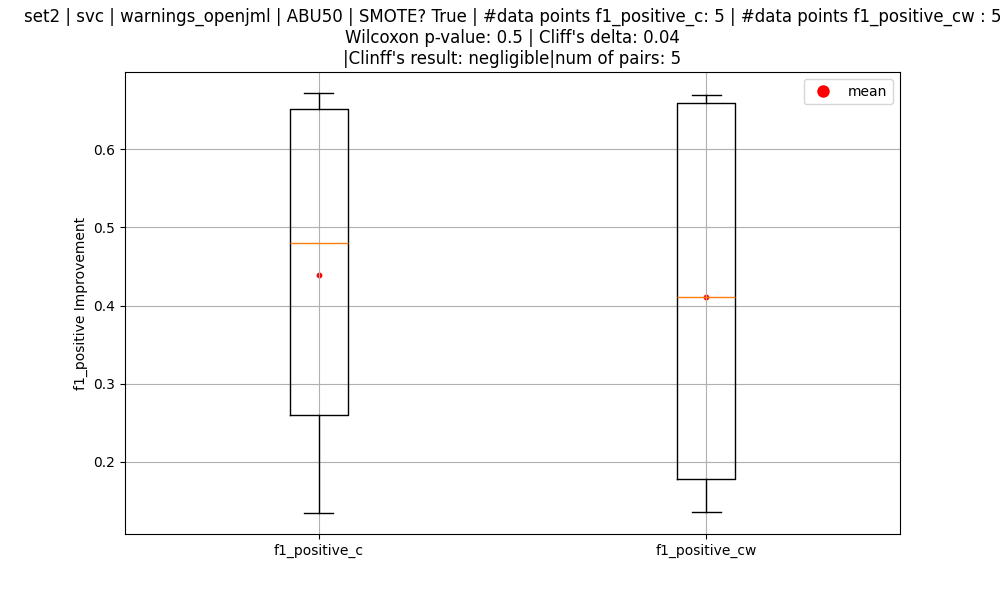 set2 | svc | warnings_openjml | ABU50 | SMOTE? True | #data points f1_positive_c: 5 | #data points f1_positive_cw : 5
Wilcoxon p-value: 0.5 | Cliff's delta: 0.04
|Clinff's result: negligible|num of pairs: 5
mean
0.6
0.5
0.4
0.3
0.2
f1_positive Improvement
f1_positive_c
f1_positive_cw